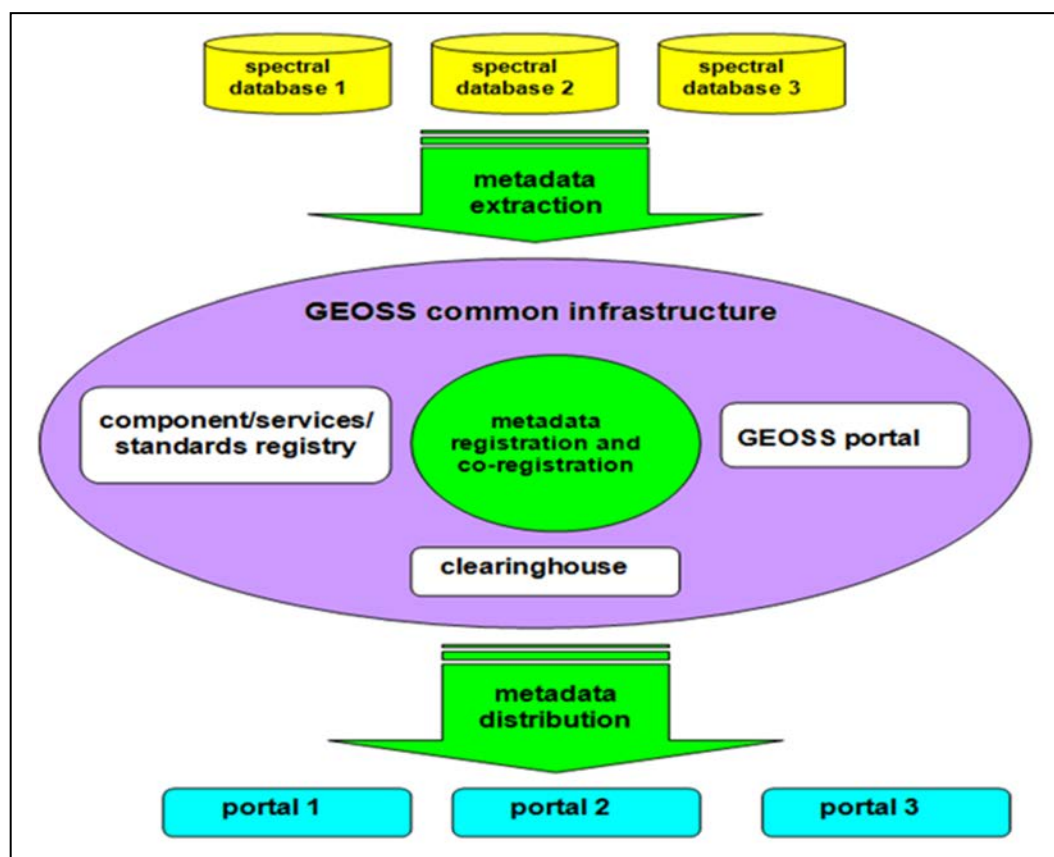 spectral
database 1
spectral
database 2
spectral
database 3
metadata
extraction
GEOSS common infrastructure
component/services/
standards registry
metadata
registration and
co-registration
GEOSS portal
clearinghouse
metadata
distribution
portal 1
portal 2
portal 3